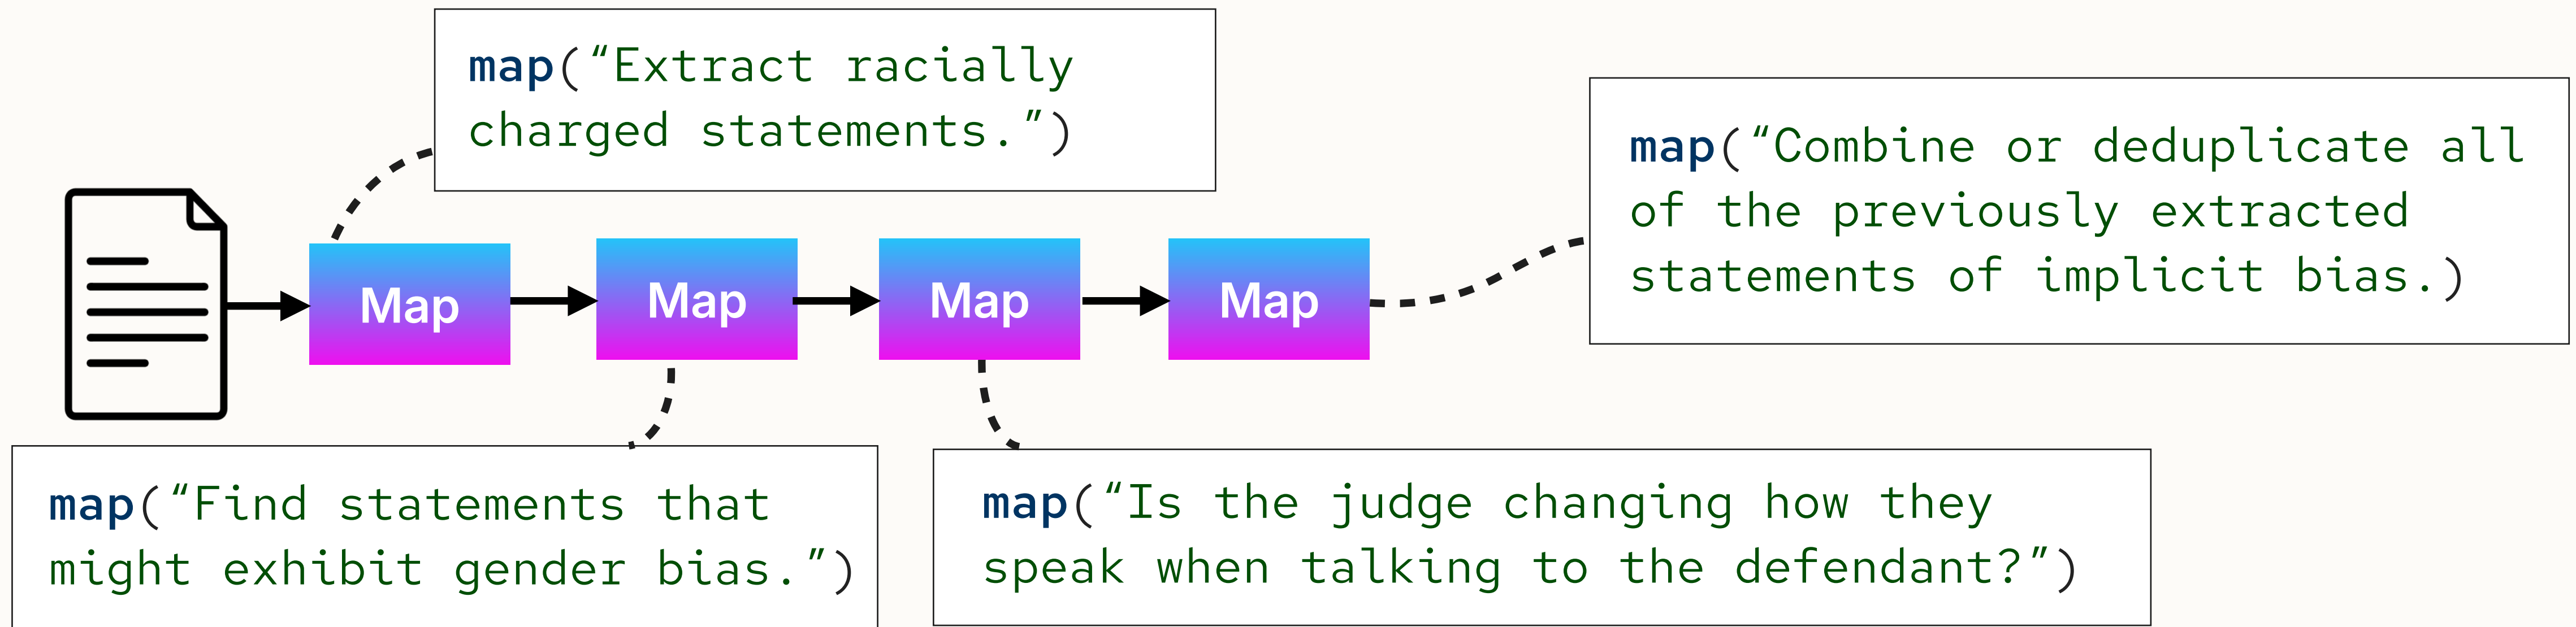 map(“Extract racially
charged statements.”)
map(“Combine or deduplicate all
of the previously extracted
statements of implicit bias.)
Map
Map
Map
Map
map(“Find statements that
might exhibit gender bias.”)
map(“Is the judge changing how they
speak when talking to the defendant?”)